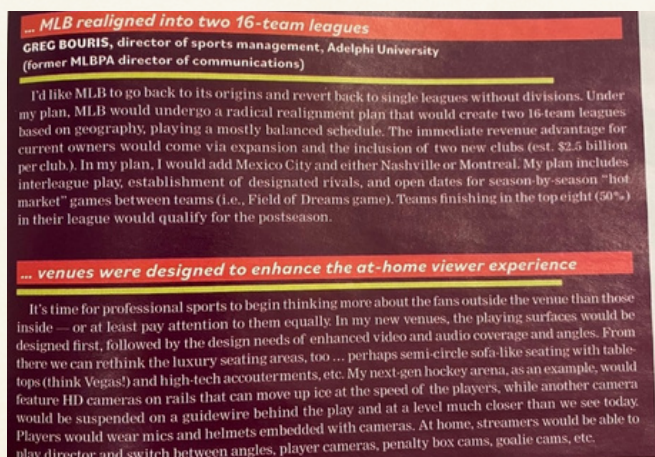 ... MLB realigned into two 16-team leagues
GREG BOURIS, director of sports management, Adelphi University
(former MLBPA director of communications)
I'd like MLB to go back to its origins and revert back to single leagues without divisions. Under
my plan, MLB would undergo a radical realignment plan that would create two 16-team leagues
based on geography, playing a mostly balanced schedule. The immediate revenue advantage for
current owners would come via expansion and the inclusion of two new clubs (est. $2.5 billion
per club.). In my plan, I would add Mexico City and either Nashville or Montreal. My plan includes
interleague play, establishment of designated rivals, and open dates for season-by-season "hot
market" games between teams (i.e., Field of Dreams game). Teams finishing in the top eight (50%)
in their league would qualify for the postseason.
... venues were designed to enhance the at-home viewer experience
It's time for professional sports to begin thinking more about the fans outside the venue than those
inside — or at least pay attention to them equally. In my new venues, the playing surfaces would be
designed first, followed by the design needs of enhanced video and audio coverage and angles. From
there we can rethink the luxury seating areas, too ... perhaps semi-circle sofa-like seating with table-
tops (think Vegas!) and high-tech accouterments, etc. My next-gen hockey arena, as an example, would
feature HD cameras on rails that can move up ice at the speed of the players, while another camera
would be suspended on a guidewire behind the play and at a level much closer than we see today.
Players would wear mics and helmets embedded with cameras. At home, streamers would be able to
play director and switch between angles, player cameras, penalty box cams, goalie cams, etc.